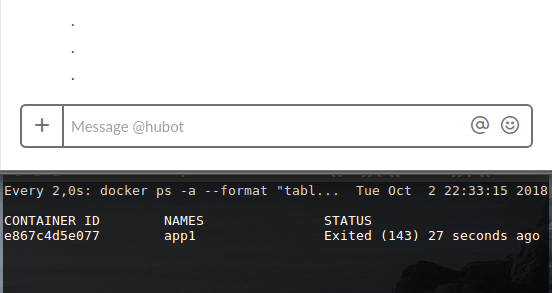 .
.
.
+ Message @hubot @
Every 2,0s: docker ps -a --format "tabl... Tue Oct 2 22:33:15 2018
CONTAINER ID NAMES STATUS
e867c4d5e077 app1 Exited (143) 27 seconds ago